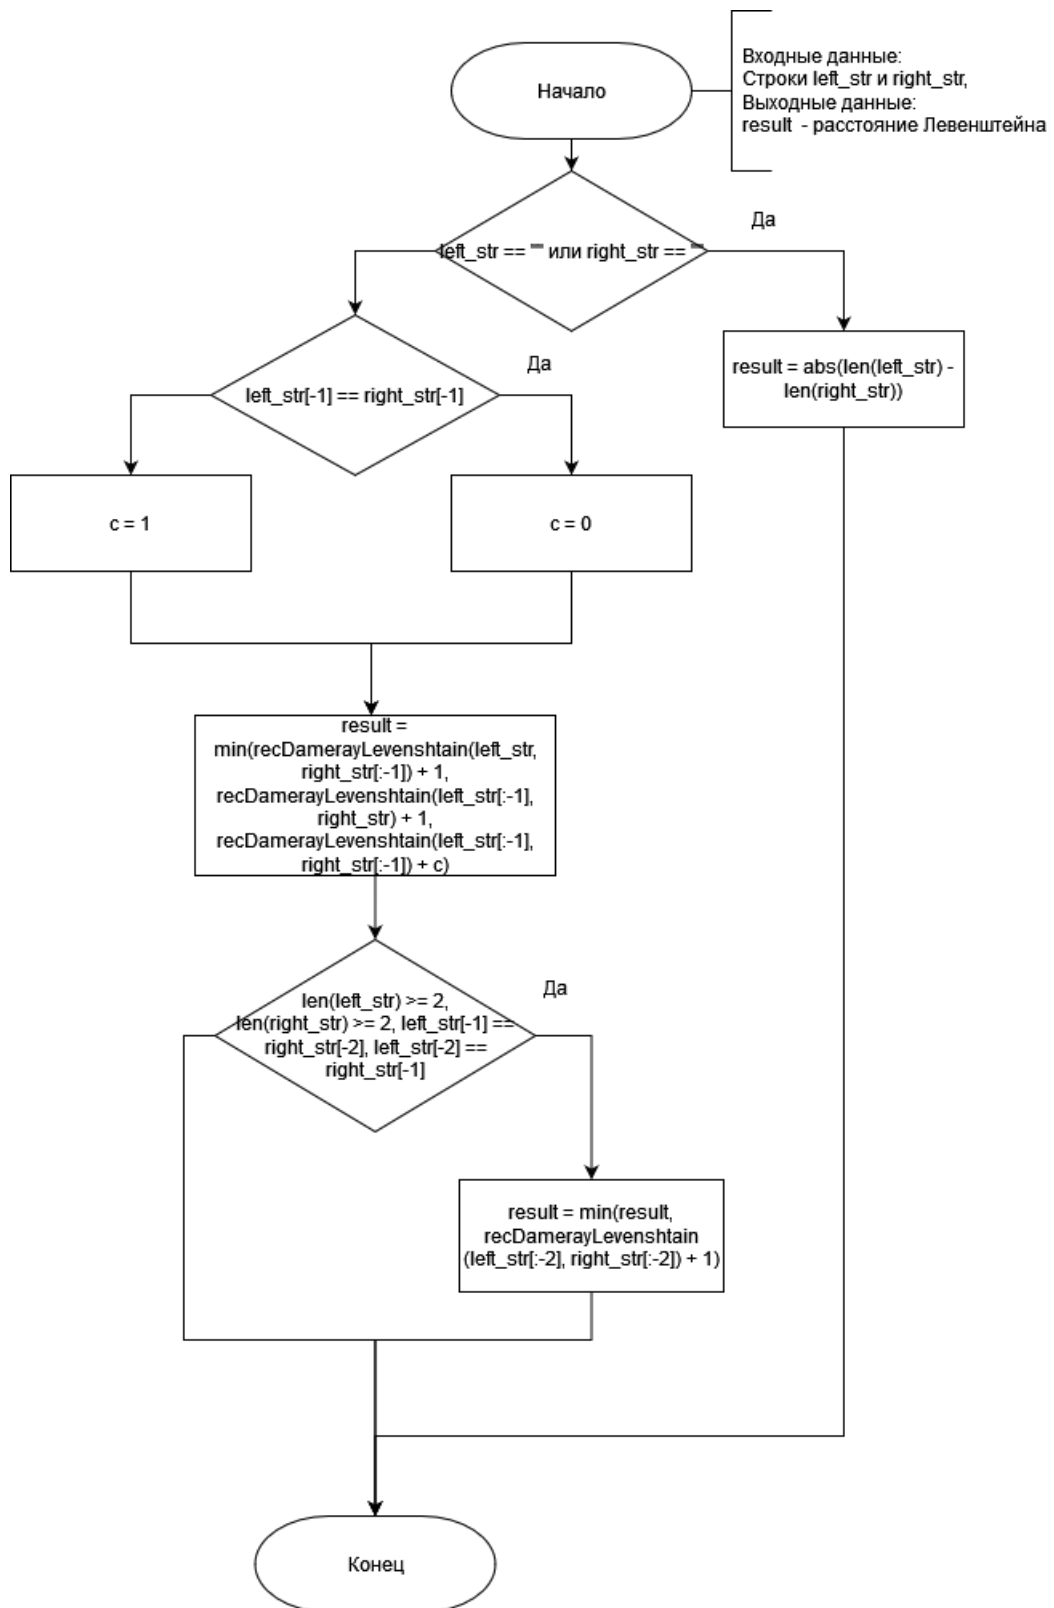 Начало
Входные данные:
Строки left_str и right_str,
Выходные данные:
result - расстояние Левенштейна
left_str == "" или right_str == ""
Да
result = abs(len(left_str) -
len(right_str))
left_str[-1] == right_str[-1]
Да
c = 1
c = 0
result =
min(recDamerayLevenshtain(left_str,
right_str[:-1]) + 1,
recDamerayLevenshtain(left_str[:-1],
right_str) + 1,
recDamerayLevenshtain(left_str[:-1],
right_str[:-1]) + c)
len(left_str) >= 2,
len(right_str) >= 2, left_str[-1] ==
right_str[-2], left_str[-2] ==
right_str[-1]
Да
result = min(result,
recDamerayLevenshtain
(left_str[:-2], right_str[:-2]) + 1)
Конец